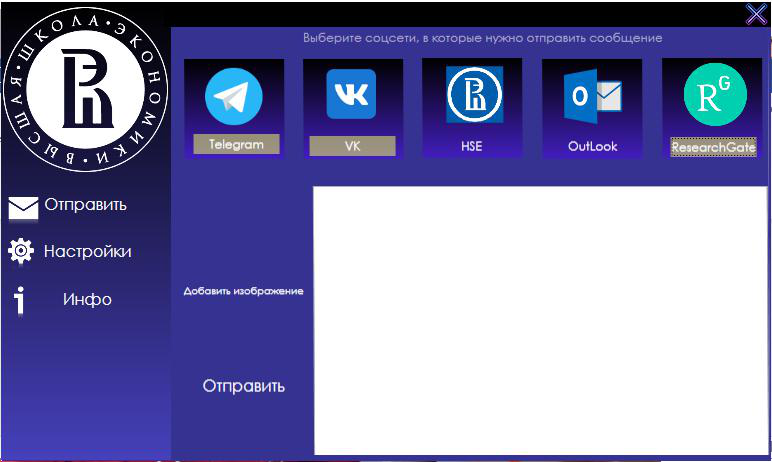 ВЫСШАЯ ШКОЛА ЭКОНОМИКИ
Выберите соцсети, в которые нужно отправить сообщение
Telegram
VK
HSE
OutLook
ResearchGate
Отправить
Настройки
Инфо
Добавить изображение
Отправить